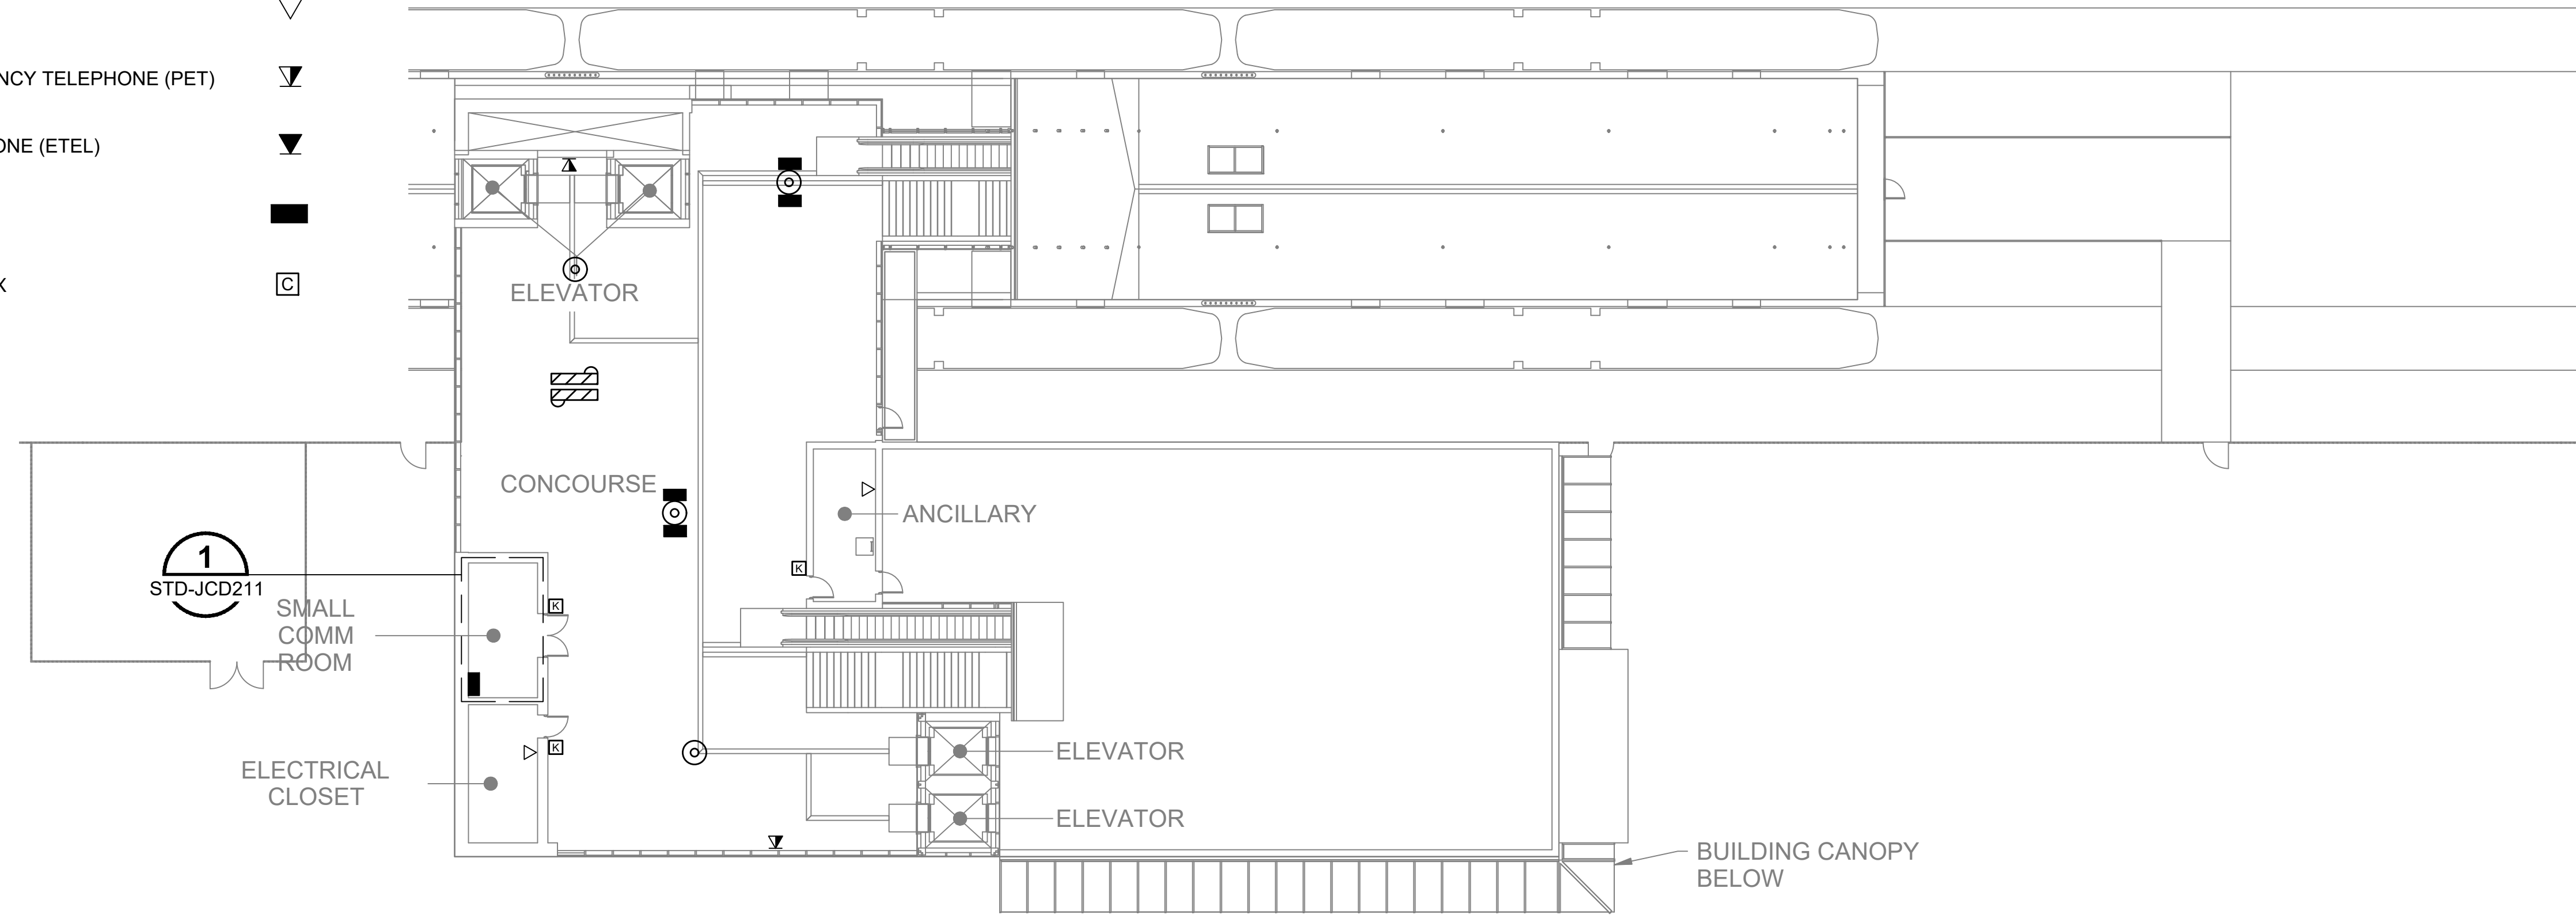 NCY TELEPHONE (PET)
ONE (ETEL)
X
C
ELEVATOR
CONCOURSE
ANCILLARY
K
1
STD-JCD211
SMALL
COMM
ROOM
K
K
ELECTRICAL
CLOSET
ELEVATOR
ELEVATOR
BUILDING CANOPY
BELOW